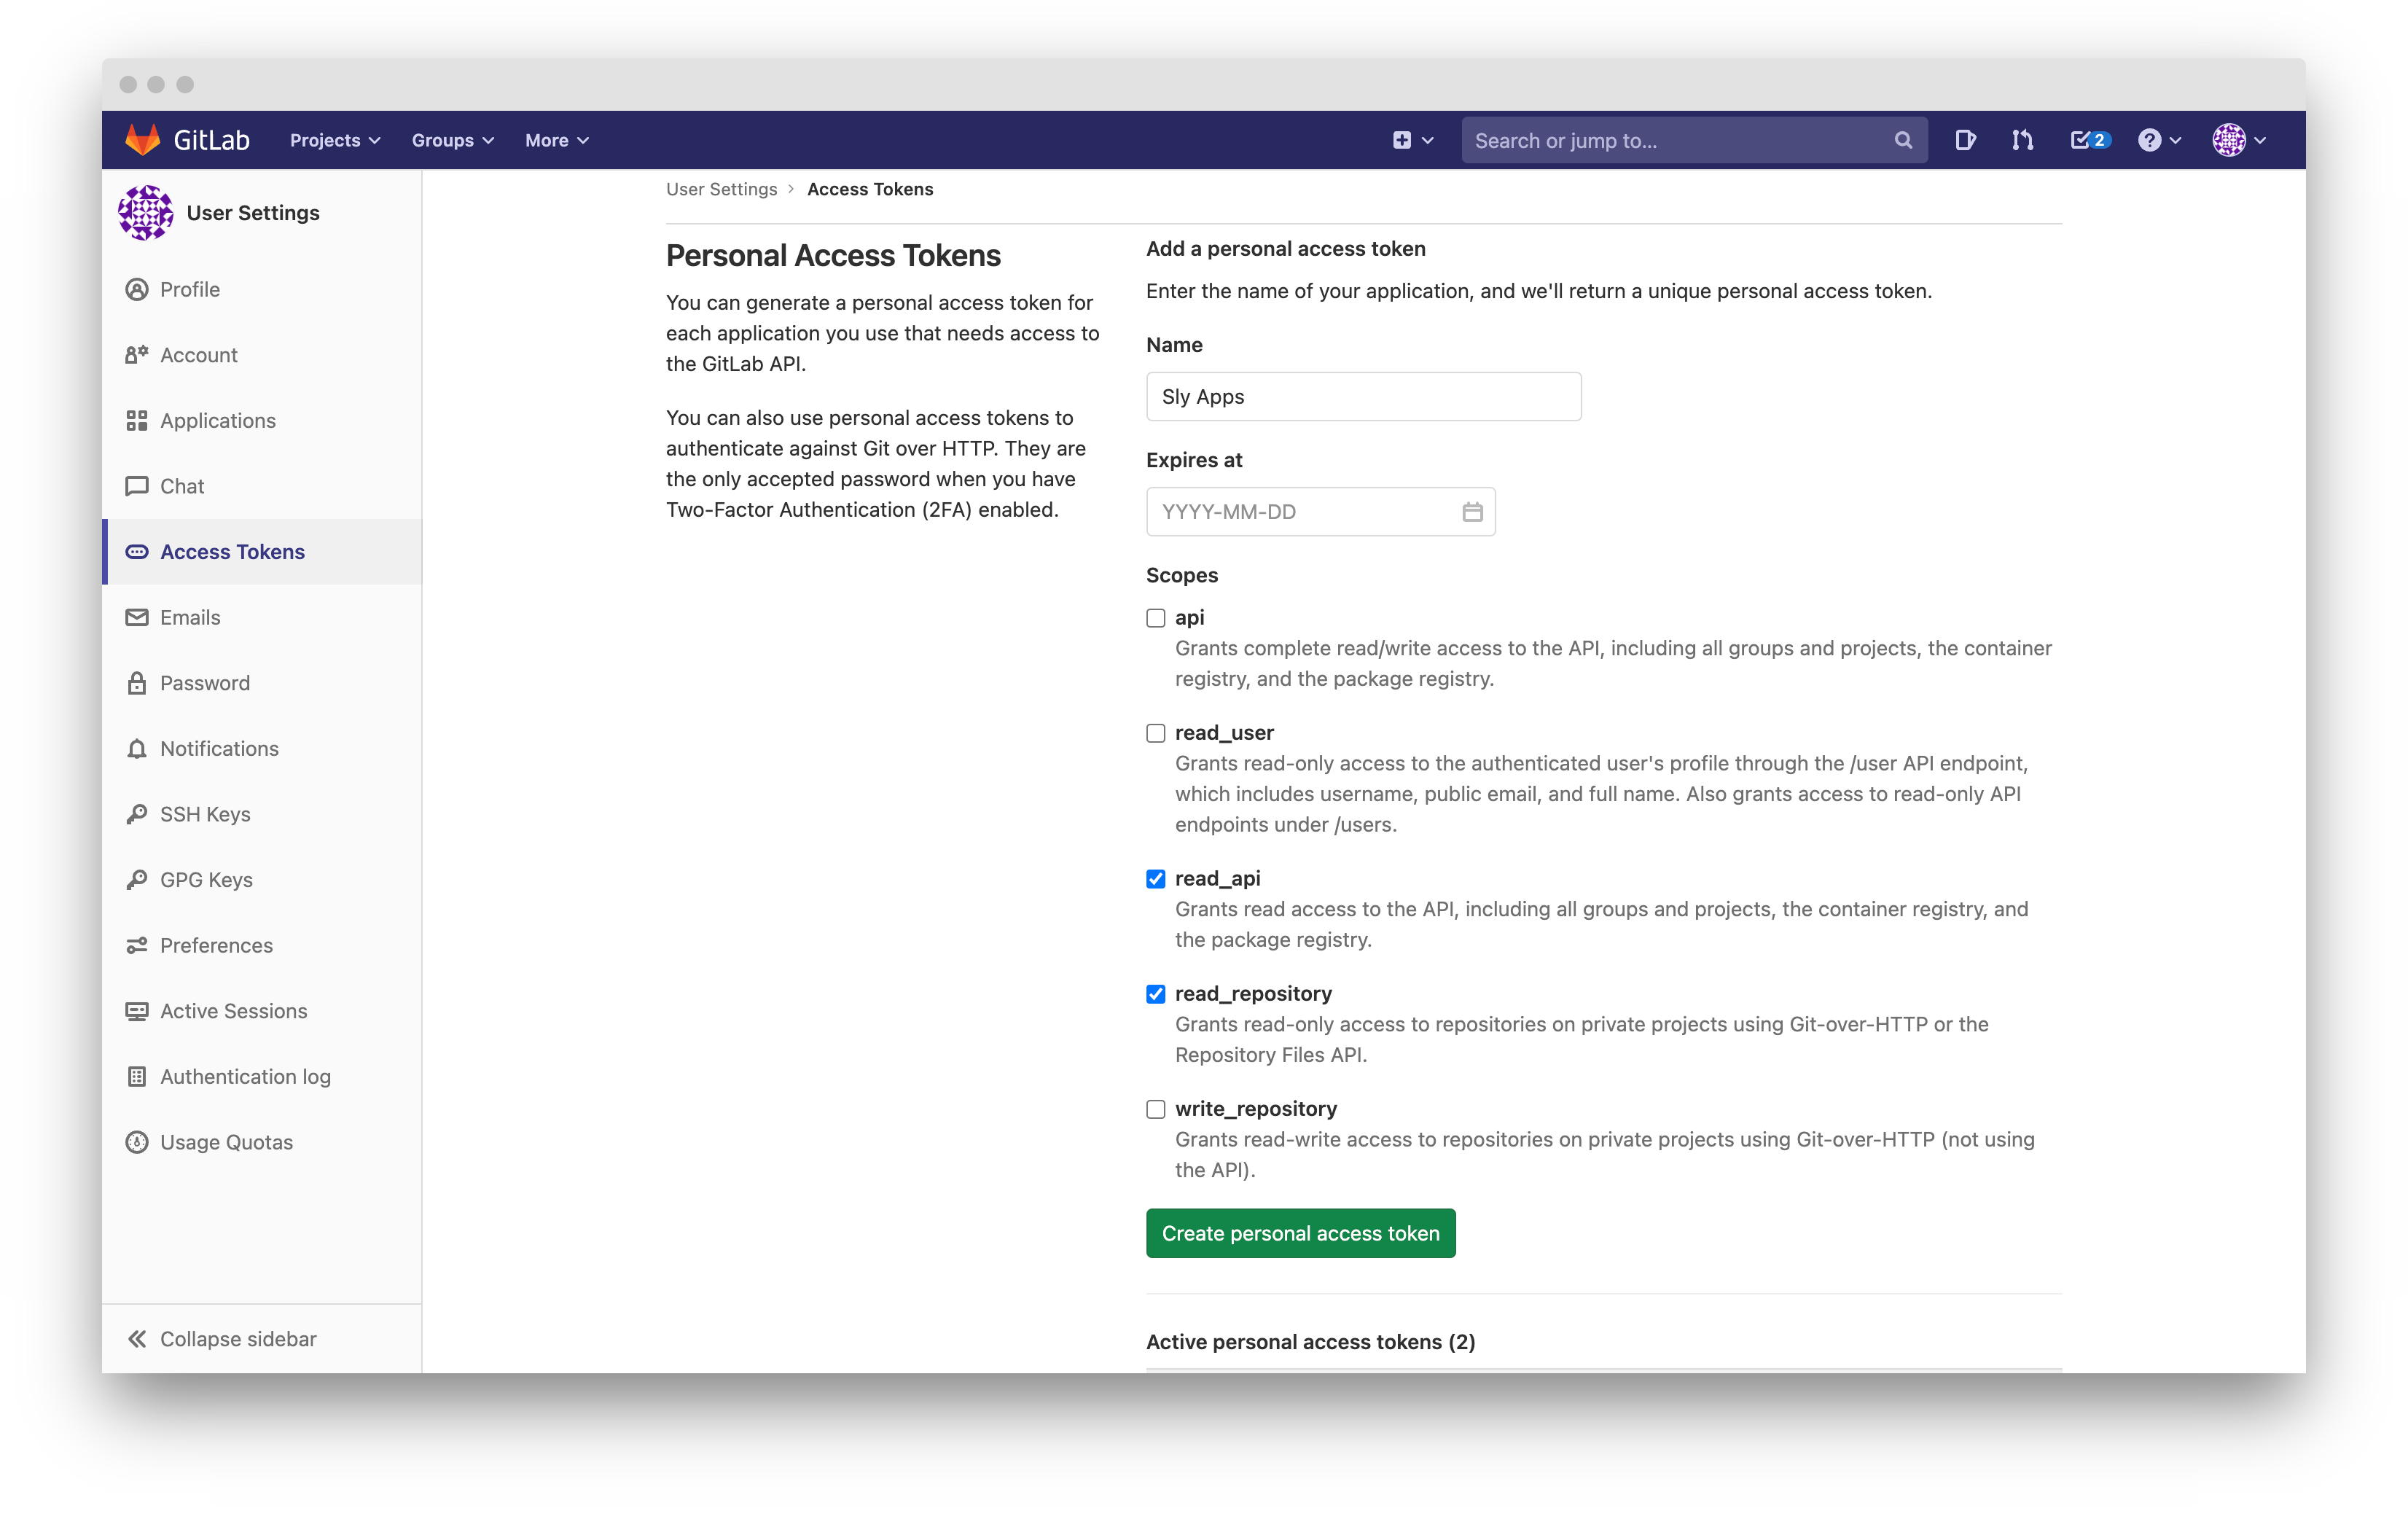 GitLab
Projects
Groups
More
Search or jump to...
2
User Settings
Profile
Account
Applications
Chat
Access Tokens
Emails
Password
Notifications
SSH Keys
GPG Keys
Preferences
Active Sessions
Authentication log
Usage Quotas
Collapse sidebar
User Settings > Access Tokens
Personal Access Tokens
You can generate a personal access token for
each application you use that needs access to
the GitLab API.
You can also use personal access tokens to
authenticate against Git over HTTP. They are
the only accepted password when you have
Two-Factor Authentication (2FA) enabled.
Add a personal access token
Enter the name of your application, and we'll return a unique personal access token.
Name
Sly Apps
Expires at
YYYY-MM-DD
Scopes
api
Grants complete read/write access to the API, including all groups and projects, the container
registry, and the package registry.
read_user
Grants read-only access to the authenticated user's profile through the /user API endpoint,
which includes username, public email, and full name. Also grants access to read-only API
endpoints under /users.
read_api
Grants read access to the API, including all groups and projects, the container registry, and
the package registry.
read_repository
Grants read-only access to repositories on private projects using Git-over-HTTP or the
Repository Files API.
write_repository
Grants read-write access to repositories on private projects using Git-over-HTTP (not using
the API).
Create personal access token
Active personal access tokens (2)